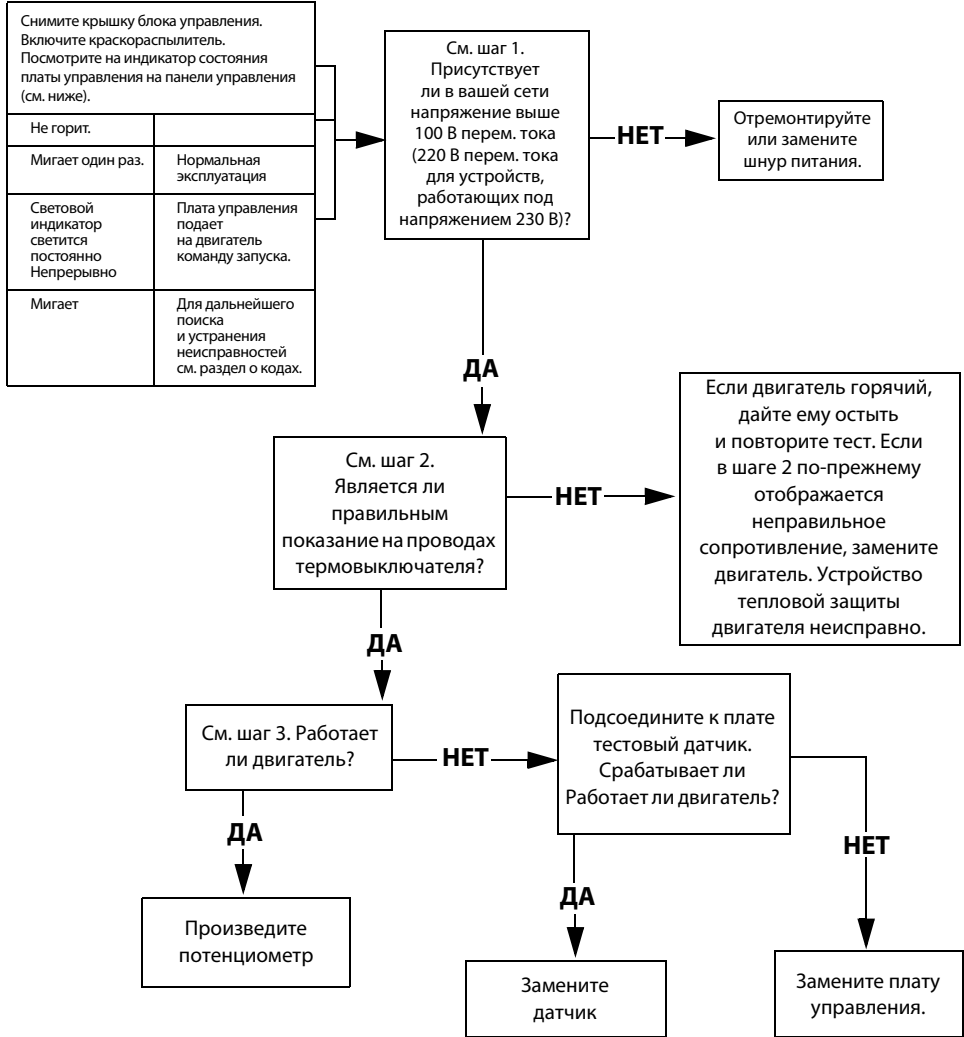 Снимите крышку блока управления.
Включите краскораспылитель.
Посмотрите на индикатор состояния
платы управления на панели управления
(см. ниже).
Не горит.
Мигает один раз.
Нормальная
эксплуатация
Световой
индикатор
светится
постоянно
Непрерывно
Плата управления
подает
на двигатель
команду запуска.
Мигает
Для дальнейшего
поиска
и устранения
неисправностей
см. раздел о кодах.
См. шаг 1.
Присутствует
ли в вашей сети
напряжение выше
100 В перем. тока
(220 В перем. тока
для устройств,
работающих под
напряжением 230 В)?
НЕТ
Отремонтируйте
или замените
шнур питания.
ДА
См. шаг 2.
Является ли
правильным
показание на проводах
термовыключателя?
НЕТ
Если двигатель горячий,
дайте ему остыть
и повторите тест. Если
в шаге 2 по-прежнему
отображается
неправильное
сопротивление, замените
двигатель. Устройство
тепловой защиты
двигателя неисправно.
ДА
См. шаг 3. Работает
ли двигатель?
НЕТ
Подсоедините к плате
тестовый датчик.
Срабатывает ли
Работает ли двигатель?
ДА
Произведите
потенциометр
ДА
Замените
датчик
НЕТ
Замените плату
управления.